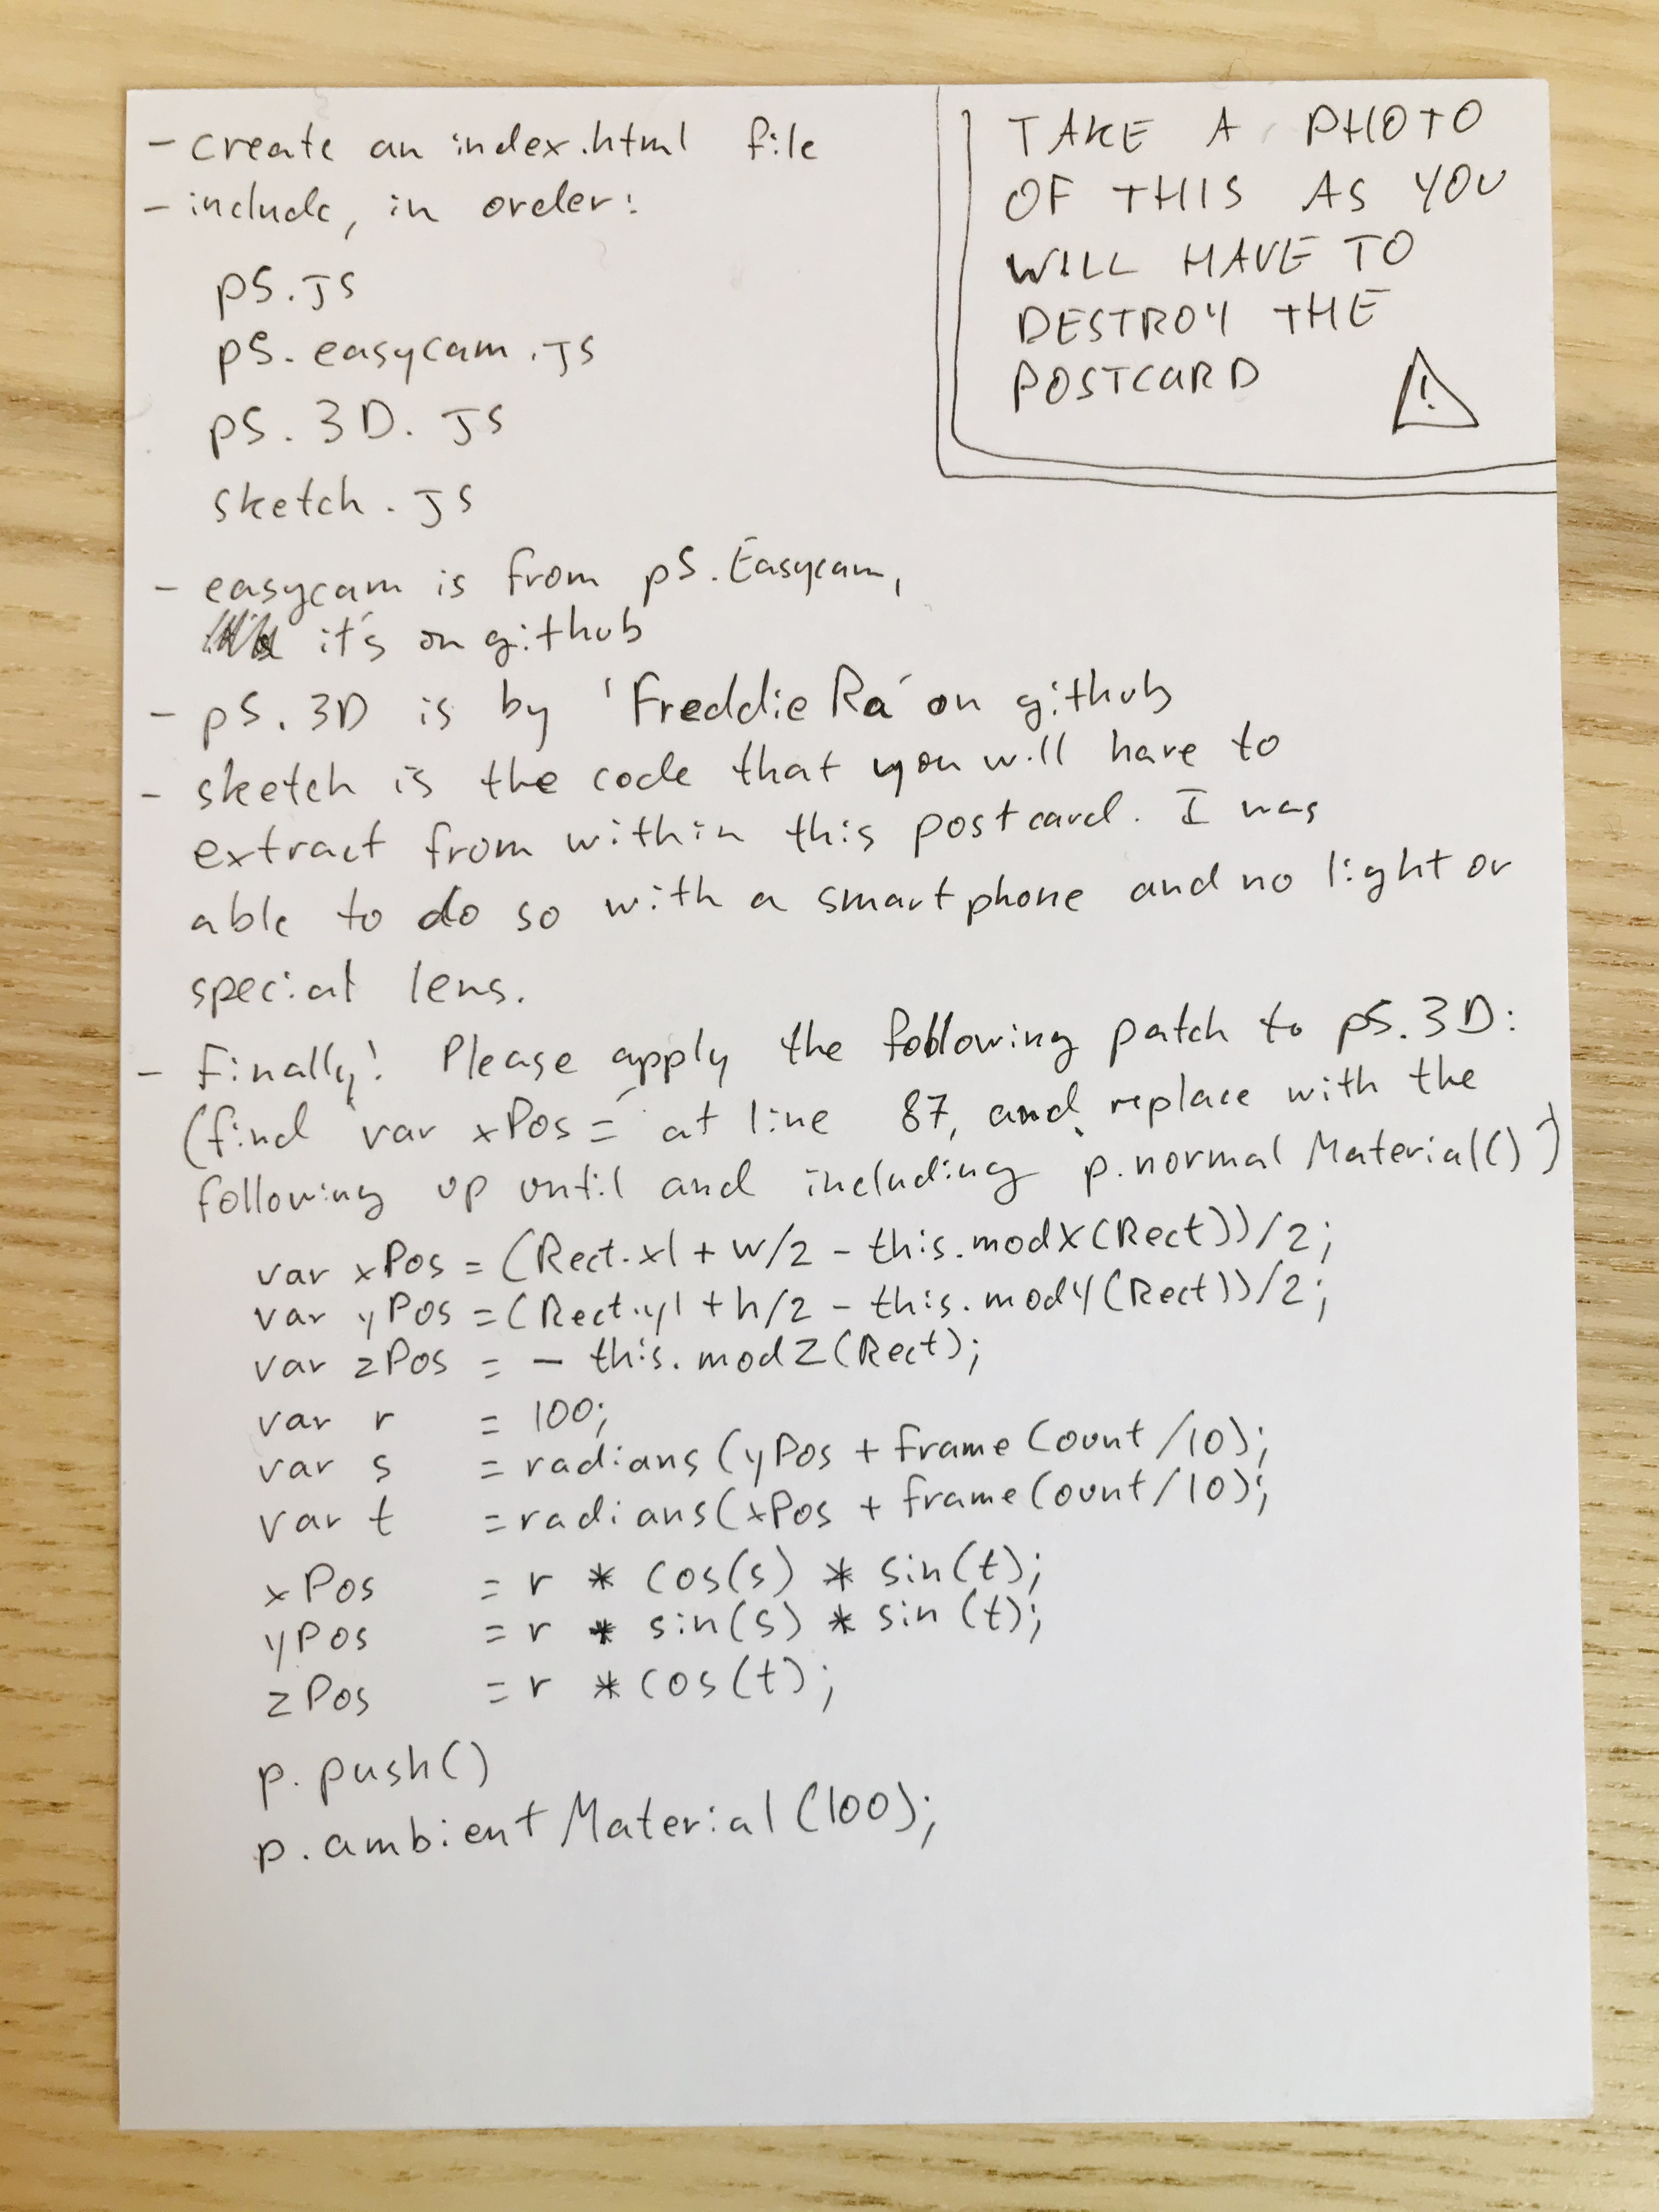 - create an index.html file
- include, in order:
p5.JS
p5.easycam.JS
p5.3D.JS
sketch.JS
TAKE A PHOTO
OF THIS AS YOU
WILL HAVE TO
DESTROY THE
POSTCARD
!
- easycam is from p5.Easycam,
it's on github
- p5.3D is by 'FreddieRa' on github
- sketch is the code that you will have to
extract from within this postcard. I was
able to do so with a smartphone and no light or
special lens.
- Finally! Please apply the following patch to p5.3D:
(find 'var xPos=' at line 87, and replace with the
following up until and including p.normalMaterial())
var xPos = (Rect.x1 + w/2 - this.modX(Rect))/2;
var yPos = (Rect.y1 + h/2 - this.modY(Rect))/2;
var zPos = - this.modZ(Rect);
var r = 100;
var s = radians(yPos + frameCount/10);
var t = radians(xPos + frameCount/10);
xPos = r * cos(s) * sin(t);
yPos = r * sin(s) * sin(t);
zPos = r * cos(t);
p.push()
p.ambientMaterial(100);